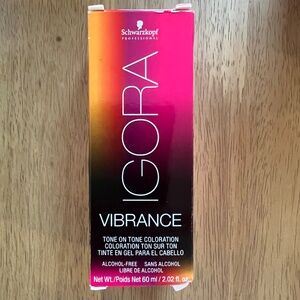 Schwarzkopf
PROFESSIONAL
IGORA
VIBRANCE
TONE ON TONE COLORATION
COLORATION TON SUR TON
TINTE EN GEL PARA EL CABELLO
ALCOHOL-FREE SANS ALCOHOL
LIBRE DE ALCOHOL
Net Wt./Poids Net 60 ml/2.02 fl. oz